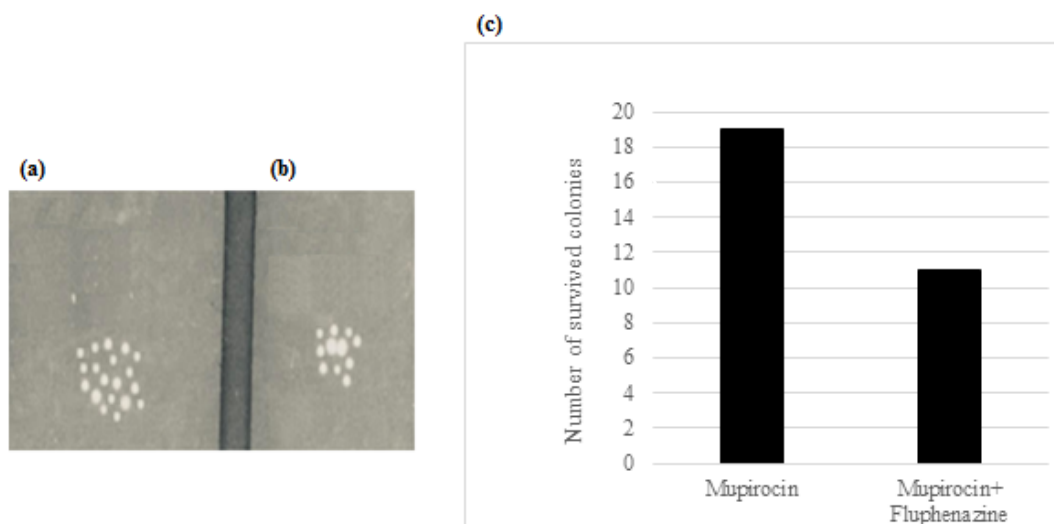 (c)
(a)
(b)
Number of survived colonies
20
18
16
14
12
10
8
6
4
2
0
Mupirocin
Mupirocin+
Fluphenazine